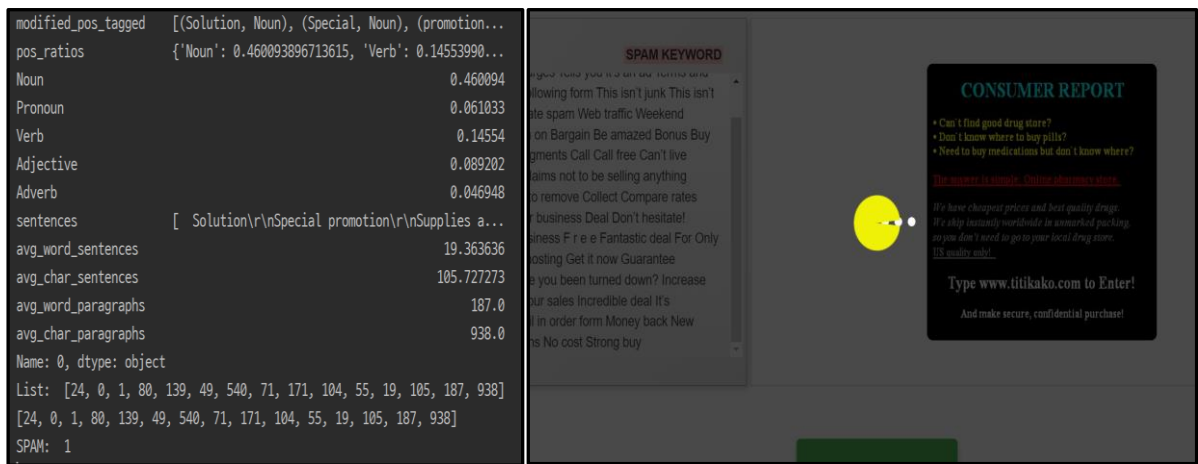 modified_pos_tagged [(Solution, Noun), (Special, Noun), (promotion...
pos_ratios {'Noun': 0.460093896713615, 'Verb': 0.14553990...
Noun 0.460094
Pronoun 0.061033
Verb 0.14554
Adjective 0.089202
Adverb 0.046948
sentences [ Solution\r\nSpecial promotion\r\nSupplies a...
avg_word_sentences 19.363636
avg_char_sentences 105.727273
avg_word_paragraphs 187.0
avg_char_paragraphs 938.0
Name: 0, dtype: object
List: [24, 0, 1, 80, 139, 49, 540, 71, 171, 104, 55, 19, 105, 187, 938]
[24, 0, 1, 80, 139, 49, 540, 71, 171, 104, 55, 19, 105, 187, 938]
SPAM: 1
SPAM KEYWORD
Tells you it's an ad Terms and
following form This isn't junk This isn't
spam Web traffic Weekend
on Bargain Be amazed Bonus Buy
Call Call free Can't live
not to be selling anything
remove Collect Compare rates
business Deal Don't hesitate!
F r e e Fantastic deal For Only
Get it now Guarantee
you been turned down? Increase
sales Incredible deal It's
in order form Money back New
No cost Strong buy
CONSUMER REPORT
• Can't find good drug store?
• Don't know where to buy pills?
• Need to buy medications but don't know where?
The answer is simple. Online pharmacy store.
We have cheapest prices and best quality drugs.
We ship instantly worldwide in unmarked packing,
so you don't need to go to your local drug store.
US quality only!
Type www.titikako.com to Enter!
And make secure, confidential purchase!